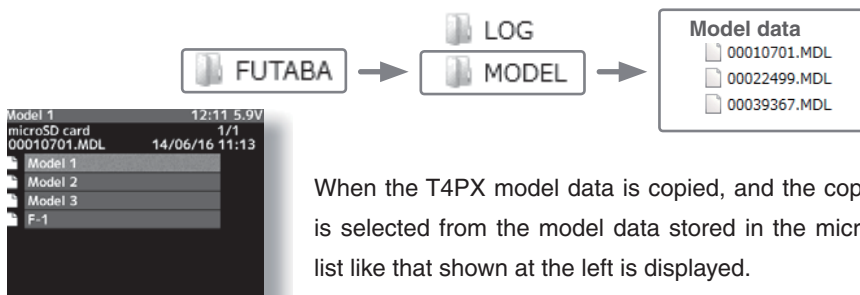 LOG
FUTABA
MODEL
Model data
00010701.MDL
00022499.MDL
00039367.MDL
Model 1 12:11 5.9V
microSD card 1/1
00010701.MDL 14/06/16 11:13
Model 1
Model 2
Model 3
F-1
When the T4PX model data is copied, and the
is selected from the model data stored in the
list like that shown at the left is displayed.